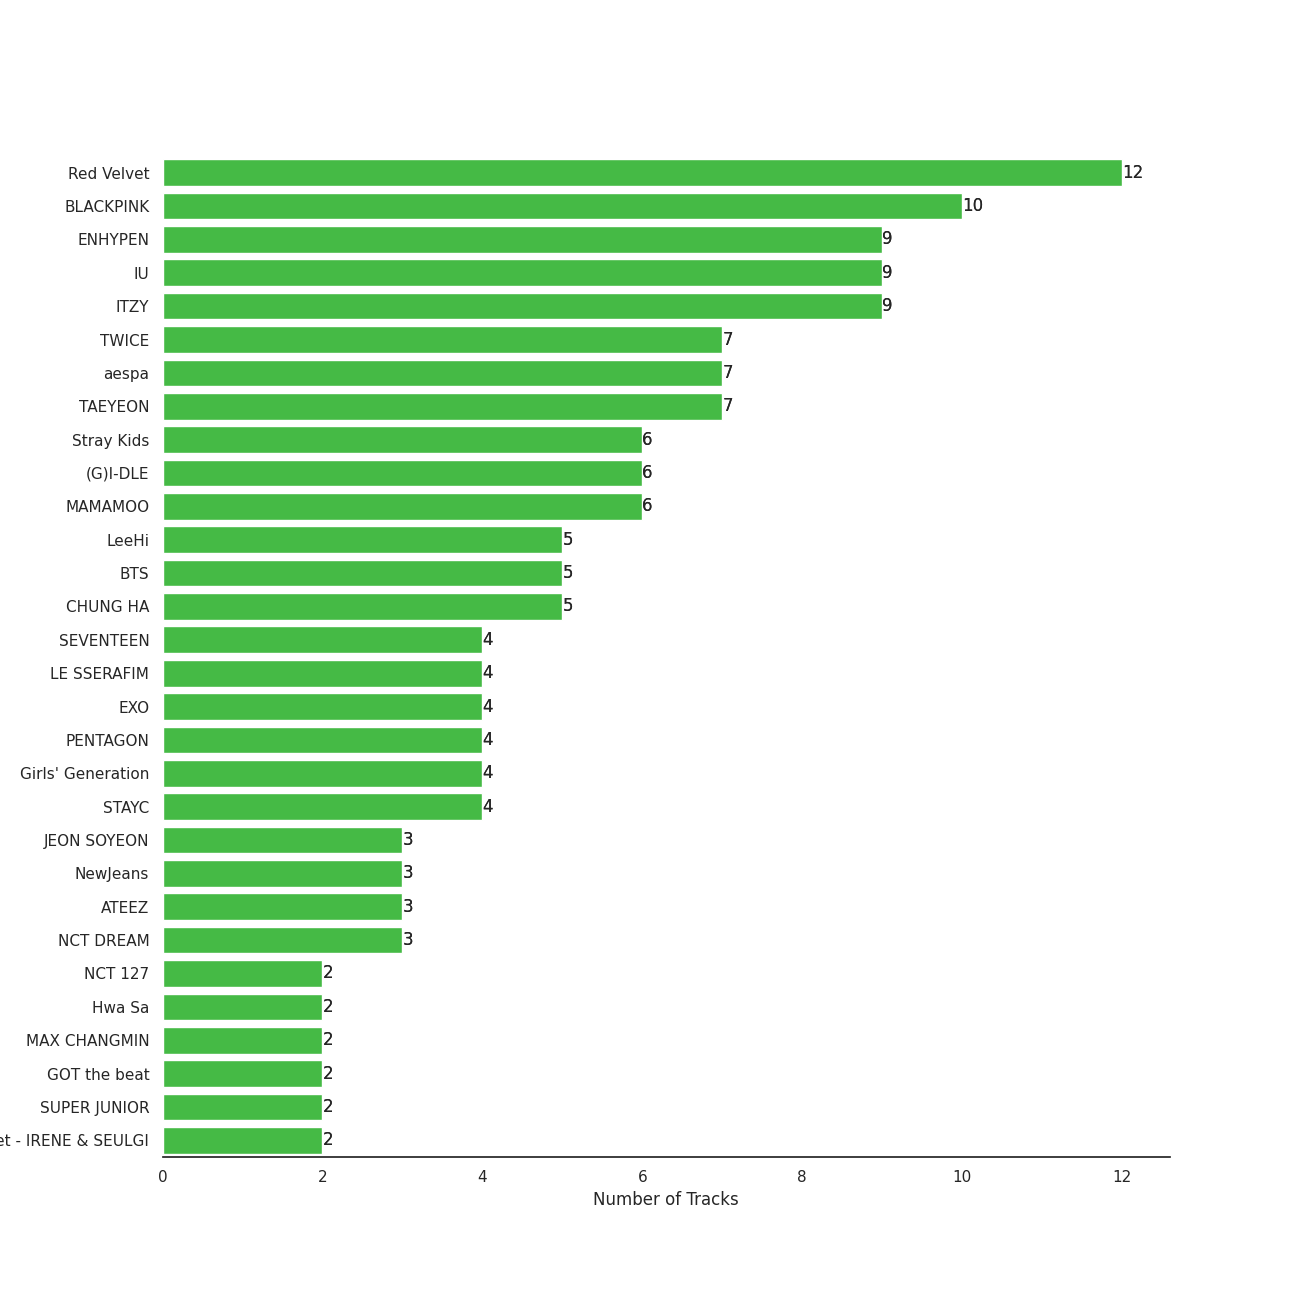 Red Velvet 12
BLACKPINK 10
ENHYPEN 9
IU 9
ITZY 9
TWICE 7
aespa 7
TAEYEON 7
Stray Kids 6
(G)I-DLE 6
MAMAMOO 6
LeeHi 5
BTS 5
CHUNG HA 5
SEVENTEEN 4
LE SSERAFIM 4
EXO 4
PENTAGON 4
Girls' Generation 4
STAYC 4
JEON SOYEON 3
NewJeans 3
ATEEZ 3
NCT DREAM 3
NCT 127 2
Hwa Sa 2
MAX CHANGMIN 2
GOT the beat 2
SUPER JUNIOR 2
et - IRENE & SEULGI 2
0 2 4 6 8 10 12
Number of Tracks